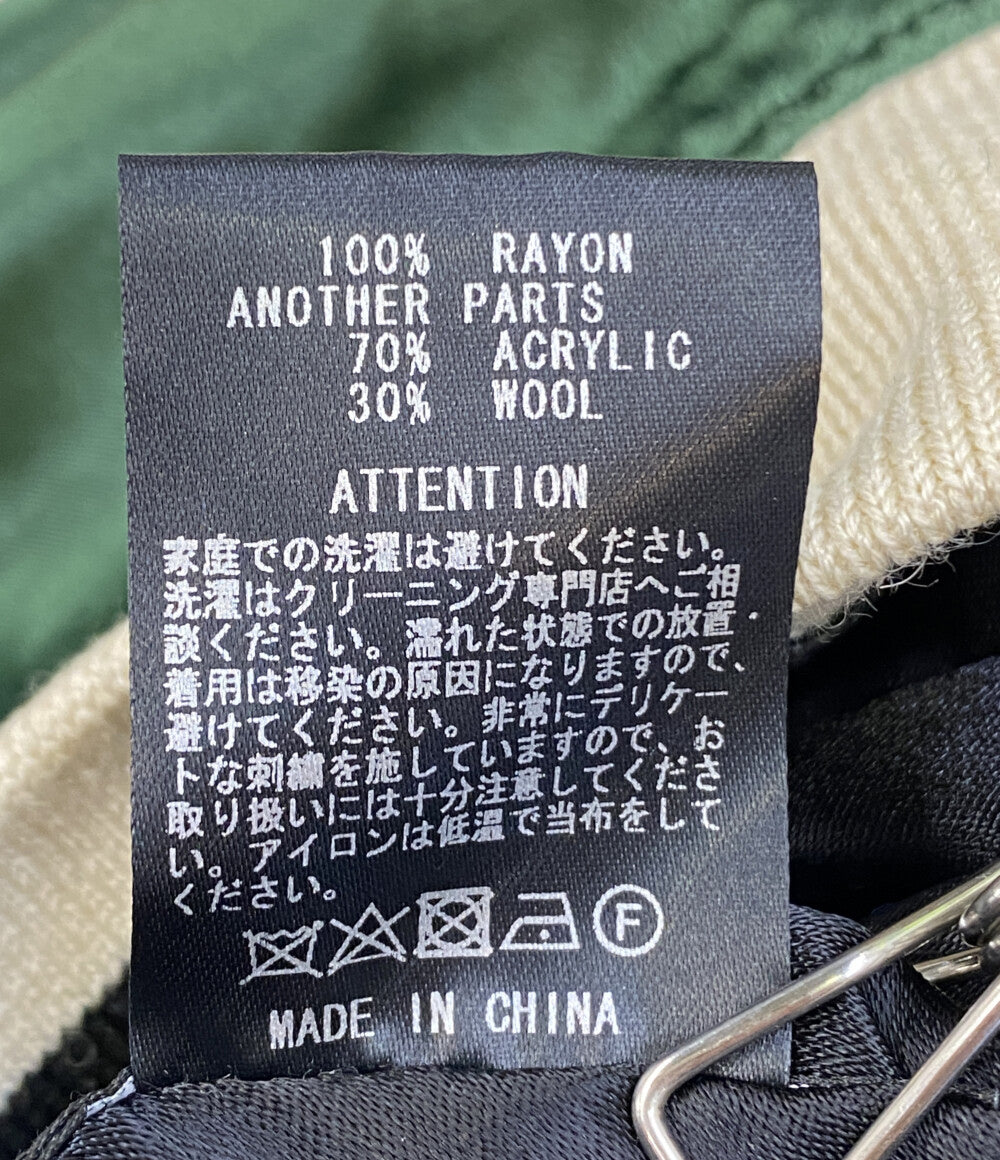 100% RAYON
ANOTHER PARTS
70% ACRYLIC
30% WOOL
ATTENTION
家庭での洗濯は避けてください。
洗濯はクリーニング専門店へご相
談ください。濡れた状態での放置・
着用は移染の原因になりますので、
避けてください。非常にデリケー
トな刺繍を施していますので、お
取り扱いには十分注意してくださ
い。アイロンは低温で当布をして
ください。
F
MADE IN CHINA